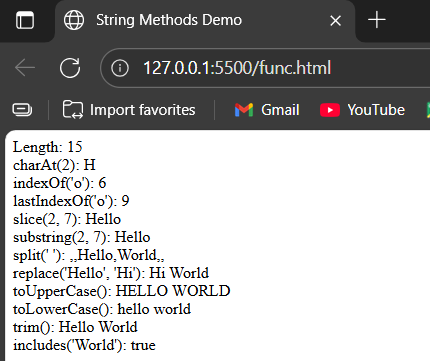 String Methods Demo
127.0.0.1:5500/func.html
Import favorites Gmail YouTube
Length: 15
charAt(2): H
indexOf('o'): 6
lastIndexOf('o'): 9
slice(2, 7): Hello
substring(2, 7): Hello
split(' '): ,,Hello,World,,
replace('Hello', 'Hi'): Hi World
toUpperCase(): HELLO WORLD
toLowerCase(): hello world
trim(): Hello World
includes('World'): true